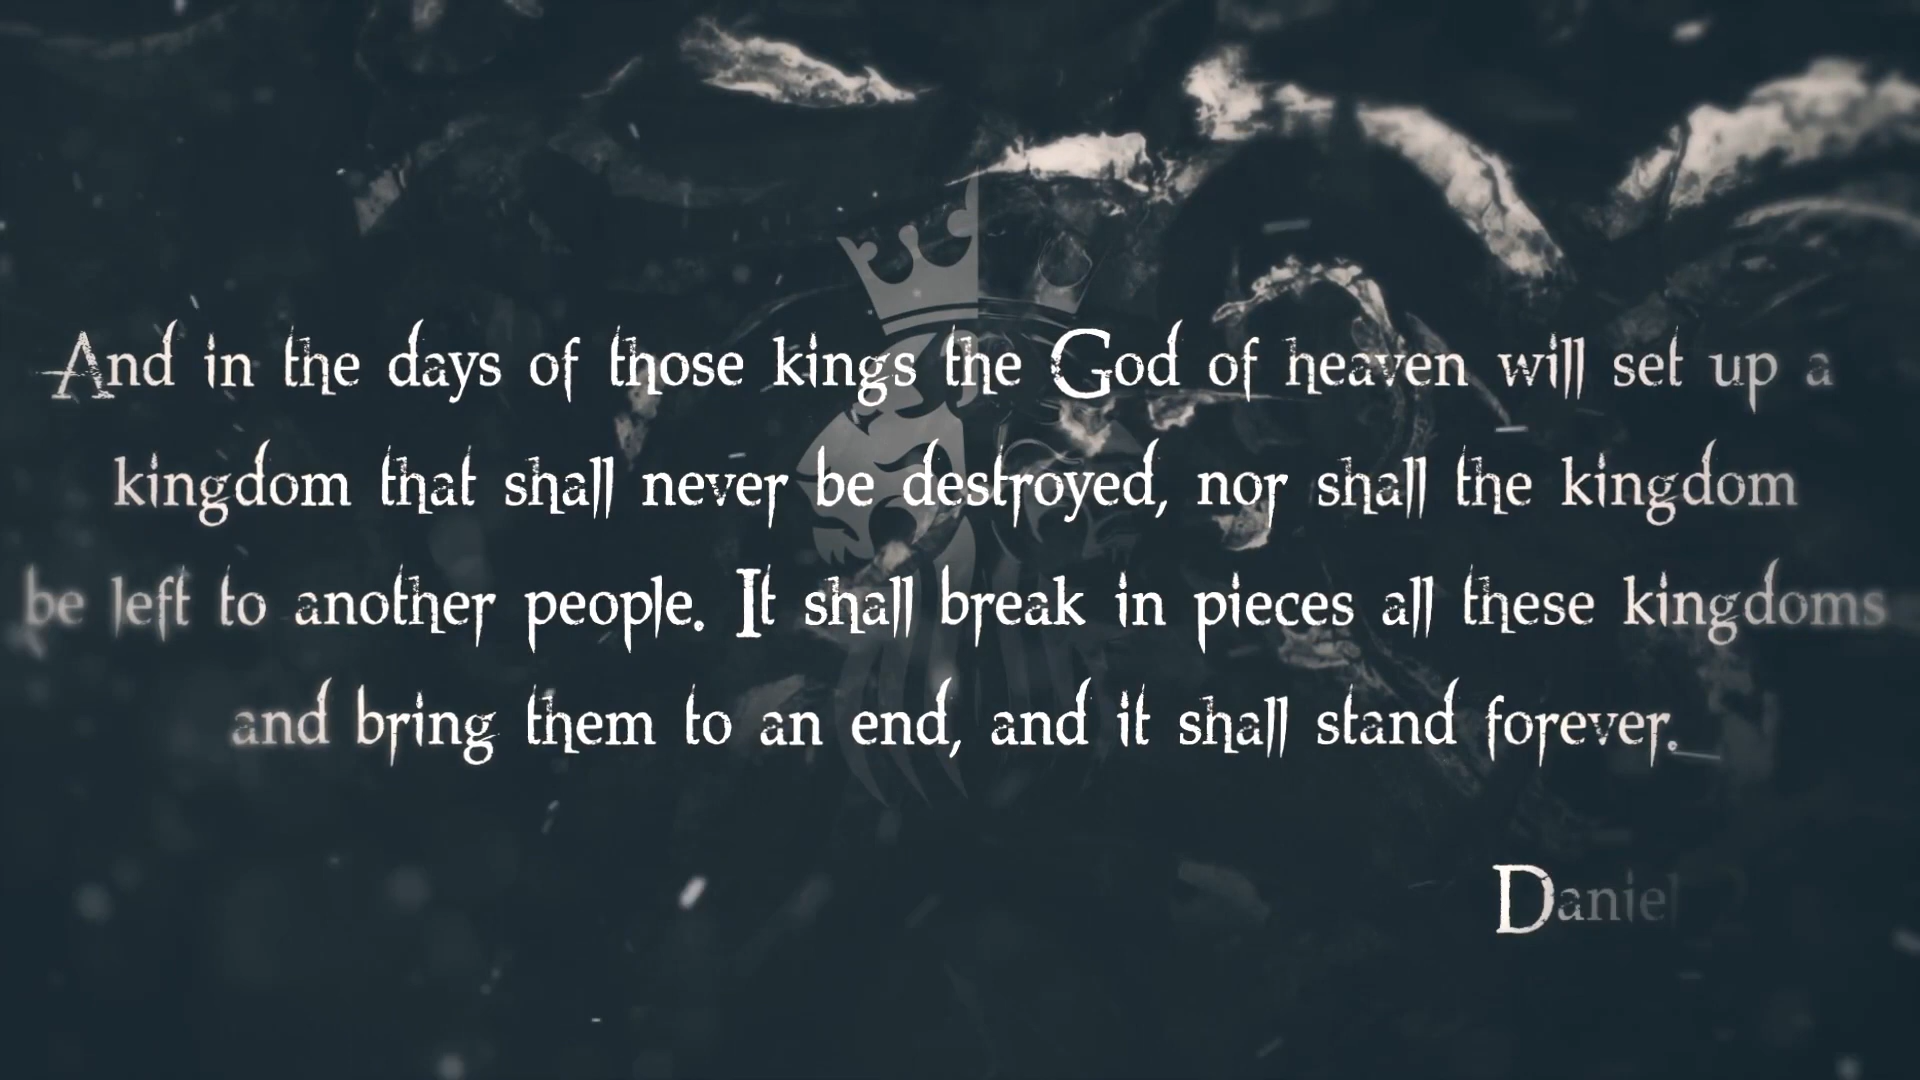 And in the days of those kings the God of heaven will set up a
kingdom that shall never be destroyed, nor shall the kingdom
be left to another people. It shall break in pieces all these kingdoms
and bring them to an end, and it shall stand forever.
Daniel